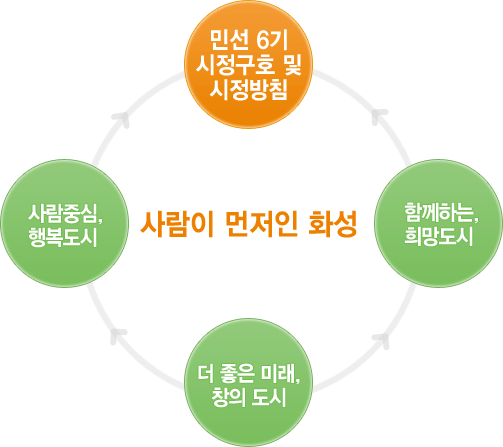 민선 6기
시정구호 및
시정방침
사람중심,
행복도시
사람이 먼저인 화성
함께하는,
희망도시
더 좋은 미래,
창의 도시